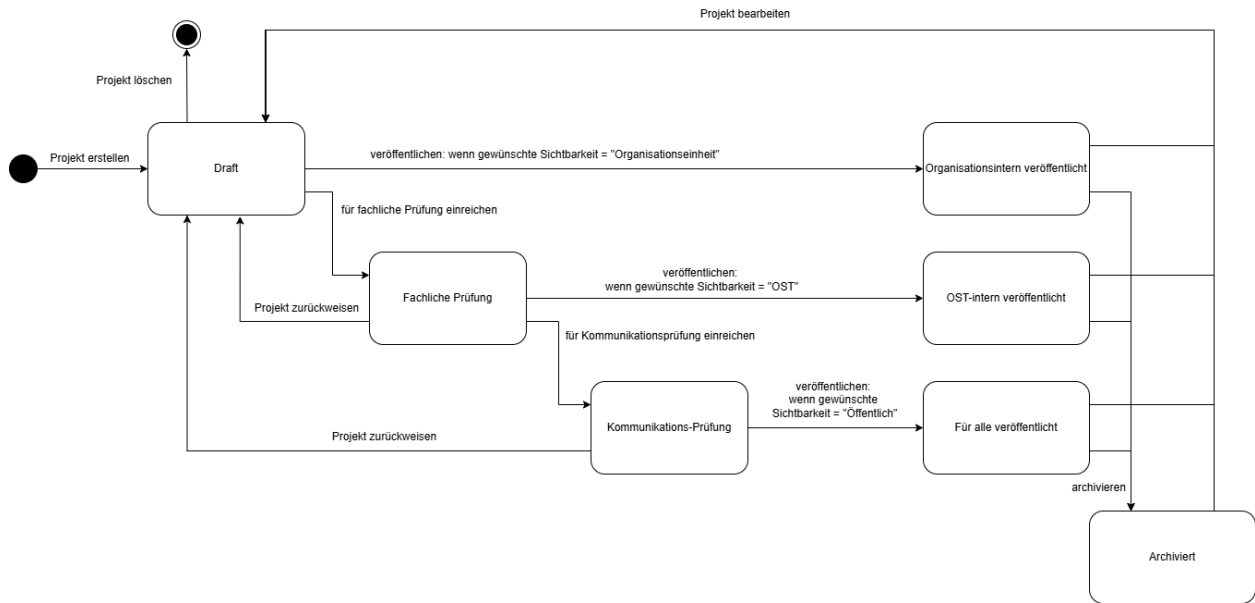 Projekt bearbeiten
Projekt löschen
Projekt erstellen
Draft
veröffentlichen: wenn gewünschte Sichtbarkeit = "Organisationseinheit"
Organisationsintern veröffentlicht
für fachliche Prüfung einreichen
Fachliche Prüfung
veröffentlichen:
wenn gewünschte Sichtbarkeit = "OST"
OST-intern veröffentlicht
Projekt zurückweisen
für Kommunikationsprüfung einreichen
veröffentlichen:
wenn gewünschte
Sichtbarkeit = "Öffentlich"
Kommunikations-Prüfung
Für alle veröffentlicht
Projekt zurückweisen
archivieren
Archiviert